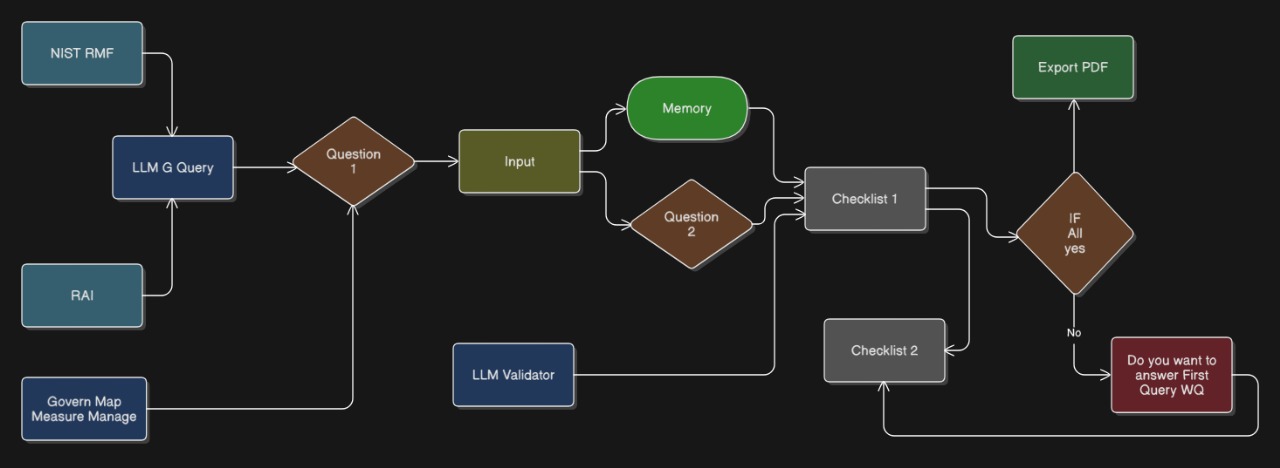 NIST RMF
LLM G Query
RAI
Govern Map
Measure Manage
Question
1
Input
Memory
Question
2
LLM Validator
Checklist 1
Checklist 2
Export PDF
IF
All
yes
No
Do you want to
answer First
Query WQ